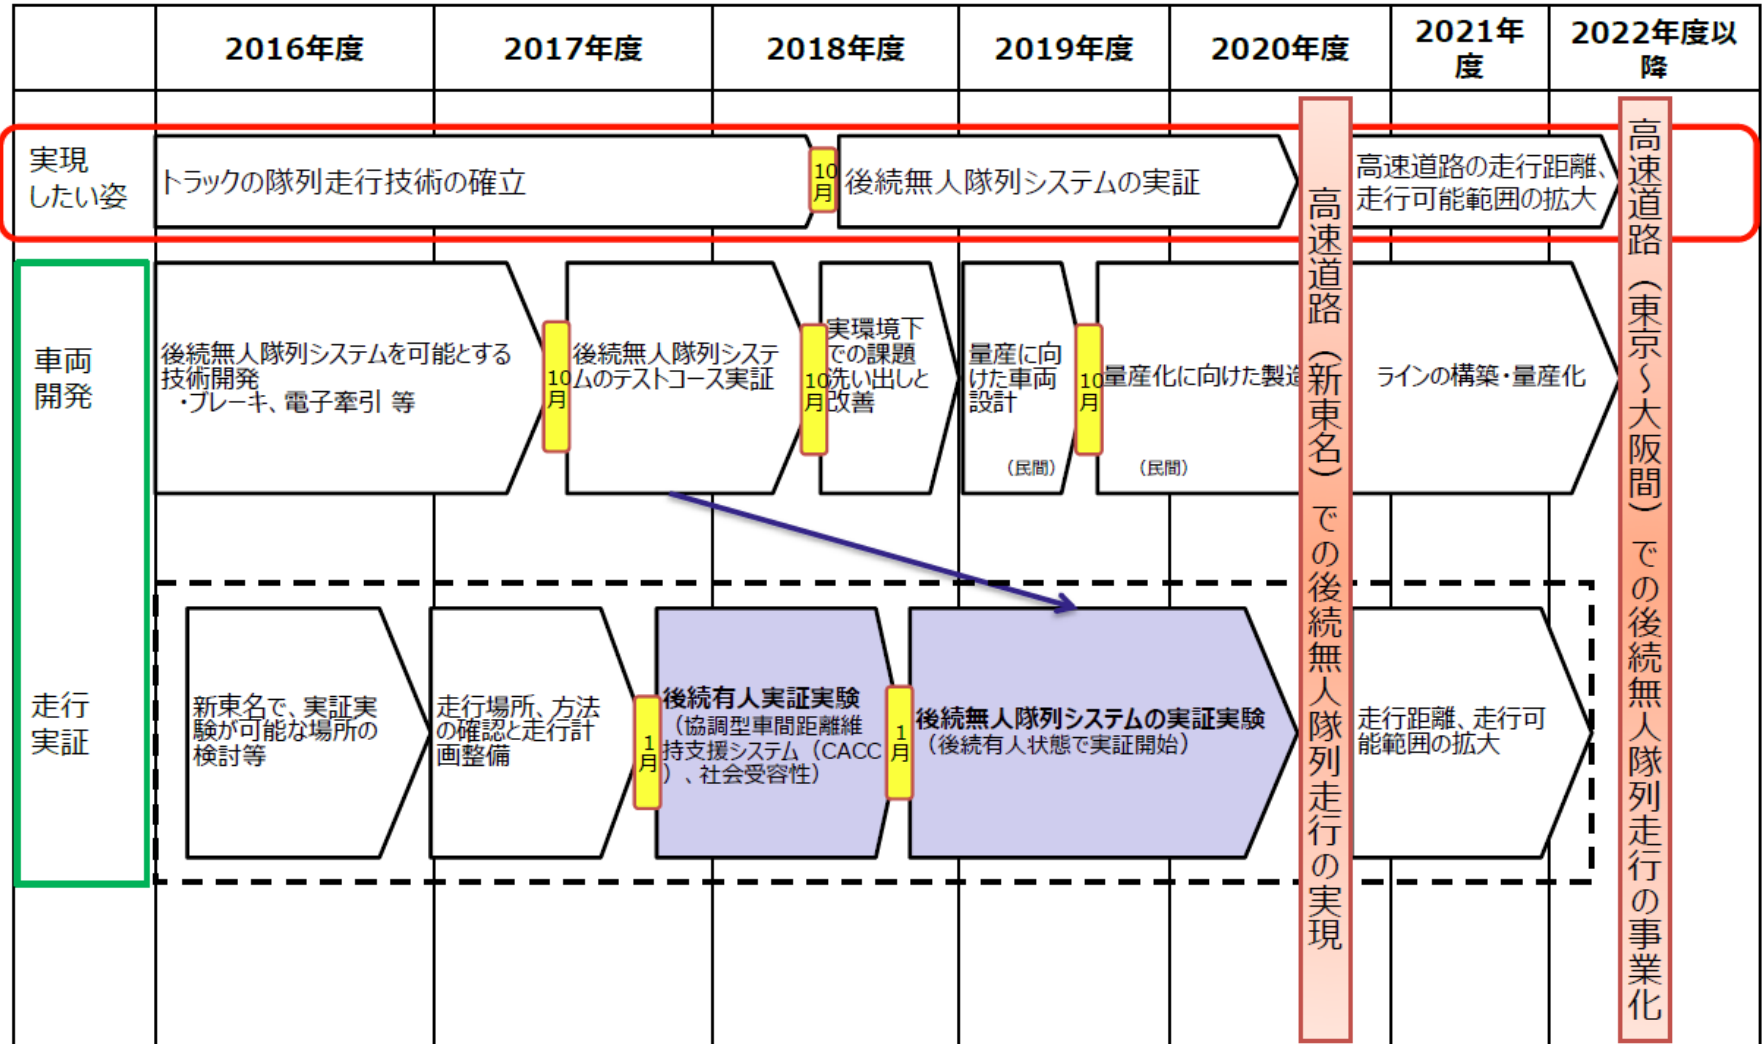 2016年度
2017年度
2018年度
2019年度
2020年度
2021年
度
2022年度以
降
実現
したい姿
トラックの隊列走行技術の確立
10
月
後続無人隊列システムの実証
高速道路の走行距離、
走行可能範囲の拡大
車両
開発
後続無人隊列システムを可能とする
技術開発
・ブレーキ、電子牽引 等
10
月
後続無人隊列システ
ムのテストコース実証
10
月
実環境下
での課題
洗い出しと
改善
量産に向
けた車両
設計
（民間）
10
月
量産化に向けた製造
ラインの構築・量産化
（民間）
走行
実証
新東名で、実証実
験が可能な場所の
検討等
走行場所、方法
の確認と走行計
画整備
1
月
後続有人実証実験
（協調型車間距離維
持支援システム（CACC
）、社会受容性）
1
月
後続無人隊列システムの実証実験
（後続有人状態で実証開始）
走行距離、走行可
能範囲の拡大
高速道路（新東名）での後続無人隊列走行の実現
高速道路（東京～大阪間）での後続無人隊列走行の事業化